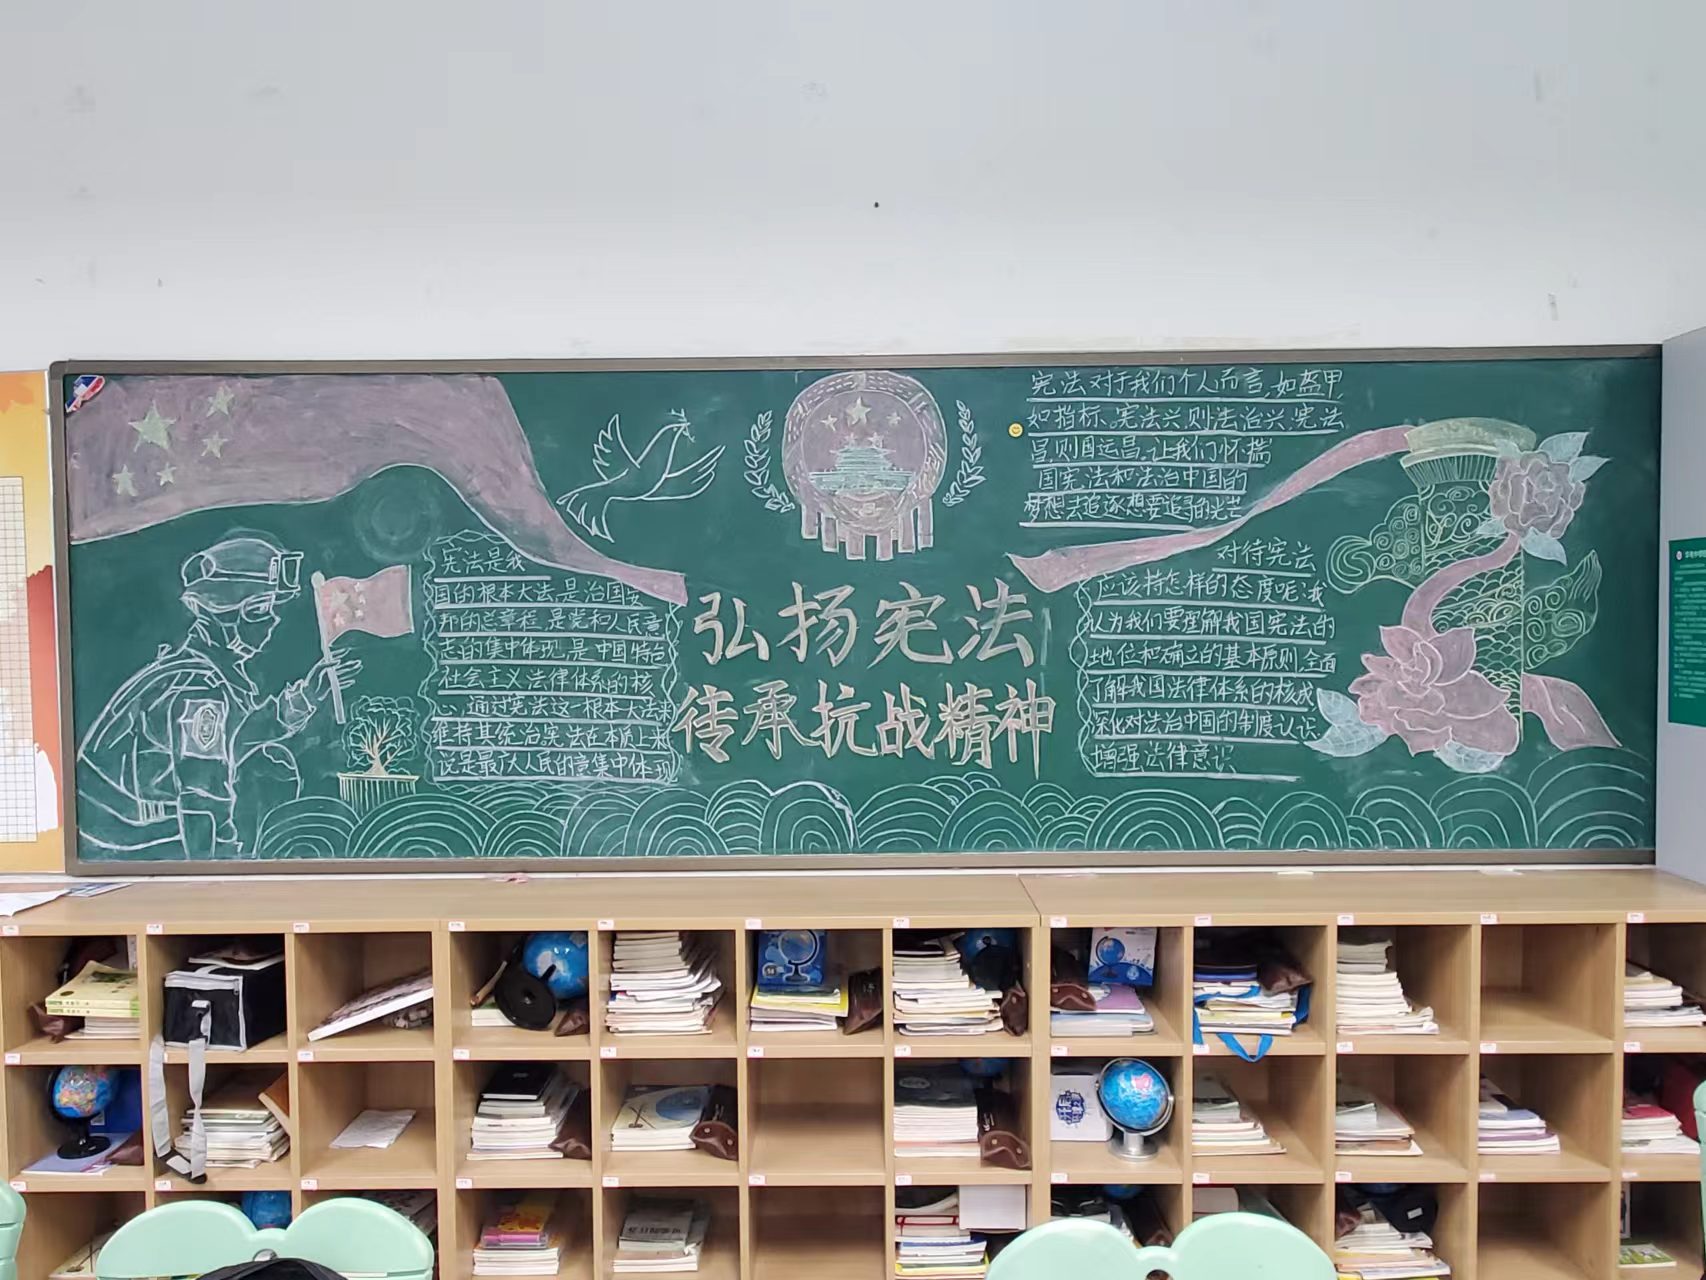 宪法是我
国的根本大法,是治国安
邦的总章程,是党和人民意
志的集中体现,是中国特色
社会主义法律体系的核
心,通过宪法这一根本大法来
维持其统治。宪法在本质上来
说是最广大人民的意集中体现
弘扬宪法
传承抗战精神
宪法对于我们个人而言,如盔甲,
如指标。宪法兴,则法治兴,宪法
昌,则国运昌。让我们怀揣
国宪法和法治中国的
梦想去追逐想要追寻的光芒
对待宪法
应该持怎样的态度呢:我
认为我们要理解我国宪法的
地位和确立的基本原则,全面
了解我国法律体系的核成
深化对法治中国的制度认识,
增强法律意识